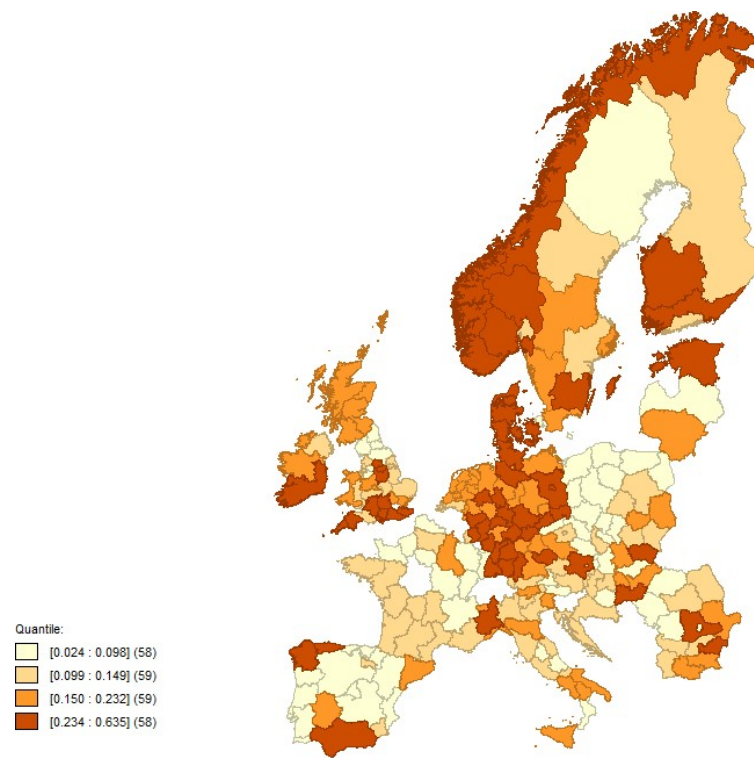 Quantile:
[0.024 : 0.098] (58)
[0.099 : 0.149] (59)
[0.150 : 0.232] (59)
[0.234 : 0.635] (58)